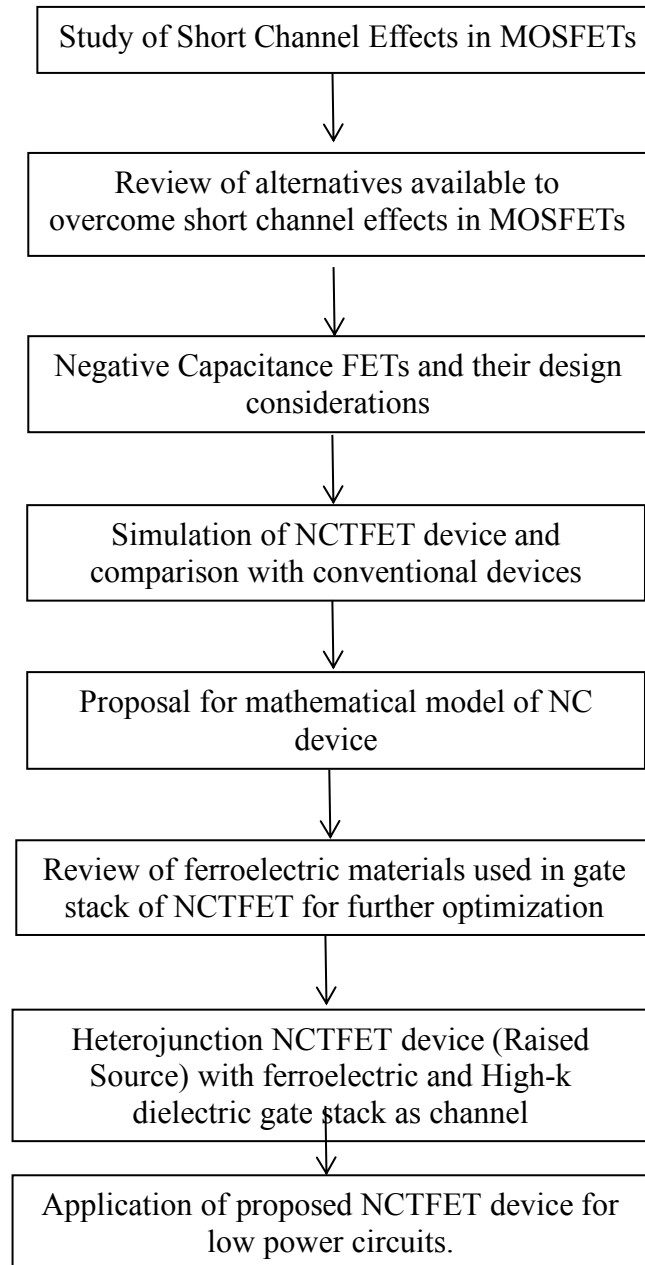 Study of Short Channel Effects in MOSFETs
Review of alternatives available to
overcome short channel effects in MOSFETs
Negative Capacitance FETs and their design
considerations
Simulation of NCTFET device and
comparison with conventional devices
Proposal for mathematical model of NC
device
Review of ferroelectric materials used in gate
stack of NCTFET for further optimization
Heterojunction NCTFET device (Raised
Source) with ferroelectric and High-k
dielectric gate stack as channel
Application of proposed NCTFET device for
low power circuits.